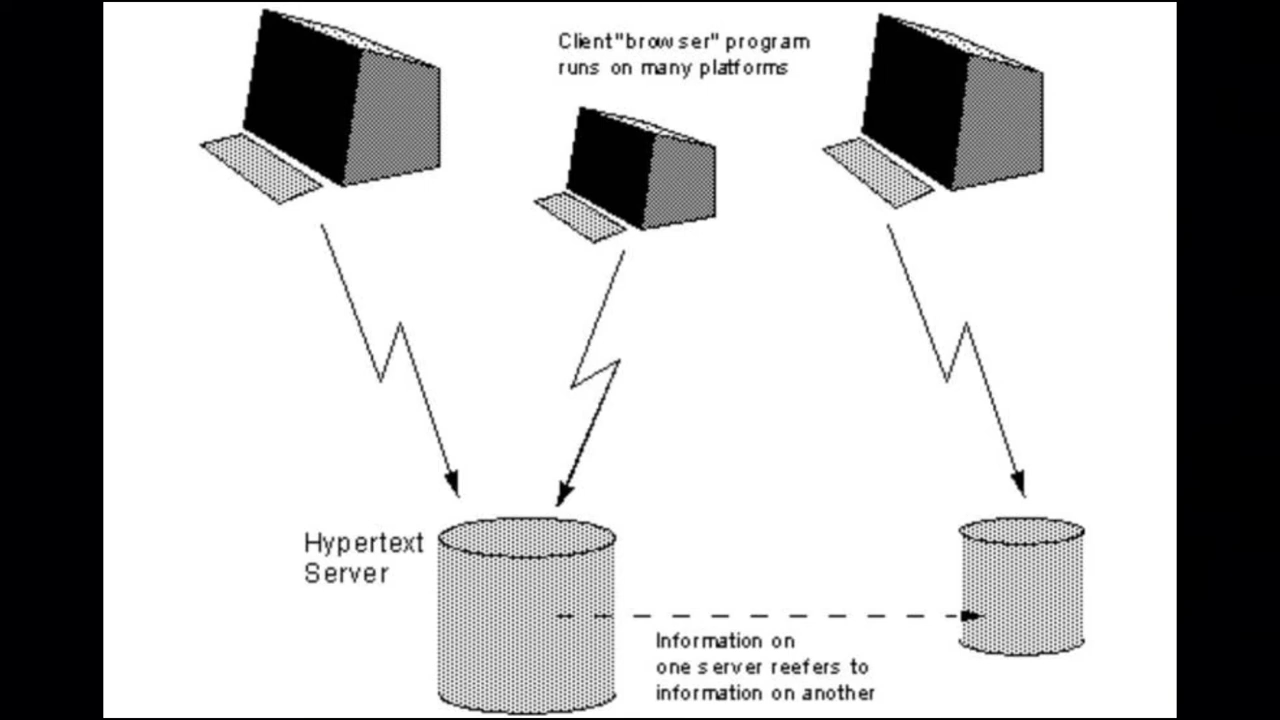 Client "browser" program
runs on many platforms
Hypertext
Server
Information on
one server reefers to
information on another